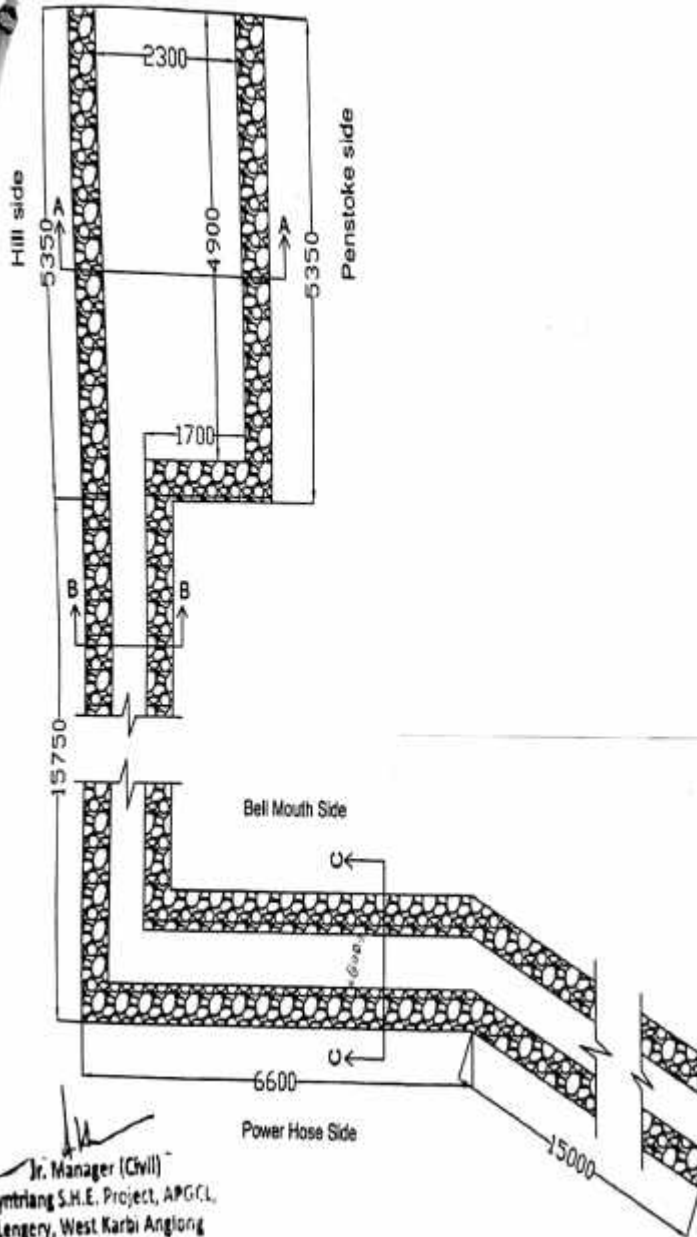 2300
Hill side
5350
A
A
4900
5350
Penstoke side
1700
B
B
15750
Bell Mouth Side
C
C
6600
Power Hose Side
15000
Jr. Manager (Civil)
S.H.E. Project, APGCL,
West Karbi Anglong